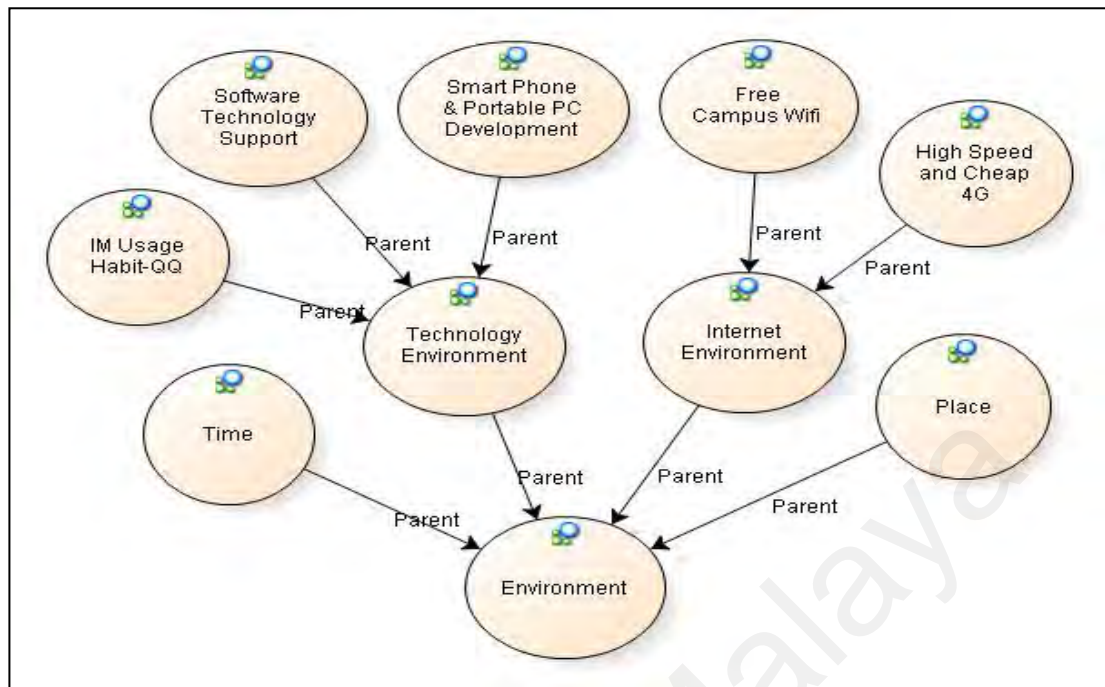 Software
Technology
Support
Smart Phone
& Portable PC
Development
Free
Campus Wifi
High Speed
and Cheap
4G
IM Usage
Habit-QQ
Parent
Parent
Parent
Parent
Parent
Technology
Environment
Internet
Environment
Time
Place
Parent
Parent
Parent
Parent
Environment
Malaya